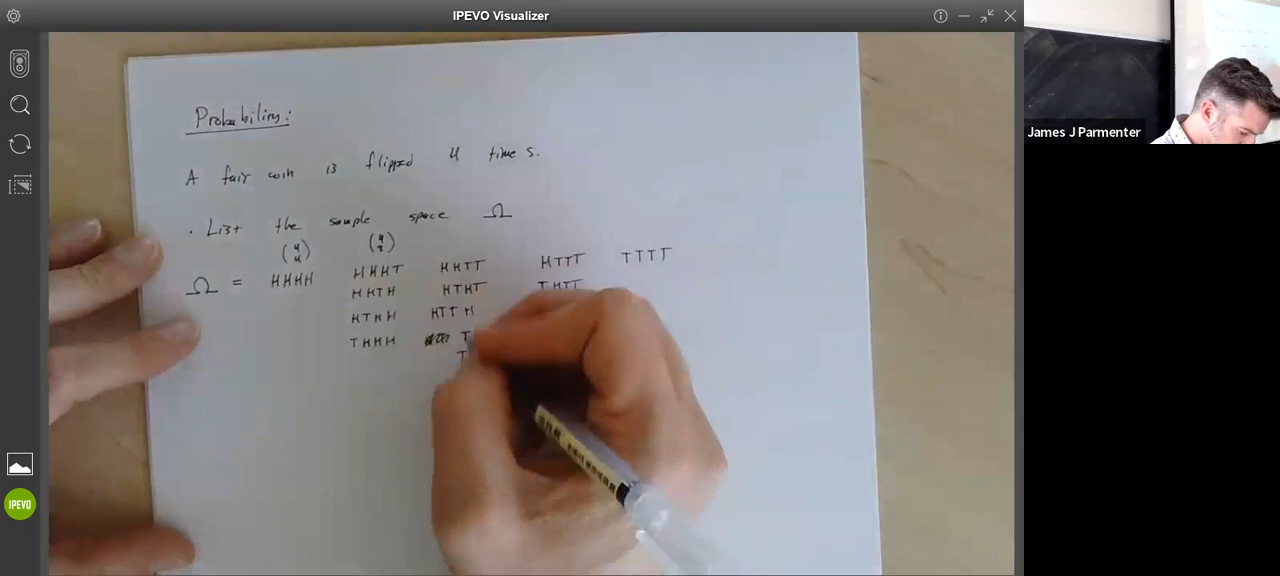 IPEVO Visualizer
James J Parmenter
Probability:
A fair coin is flipped 4 times.
. List the sample space Ω
(4 4) (4 3)
Ω = HHHH HHHT HHTT HTTT TTTT
HHTH HTHT THTT
HTHH HTTH
THHH T
T
IPEVO